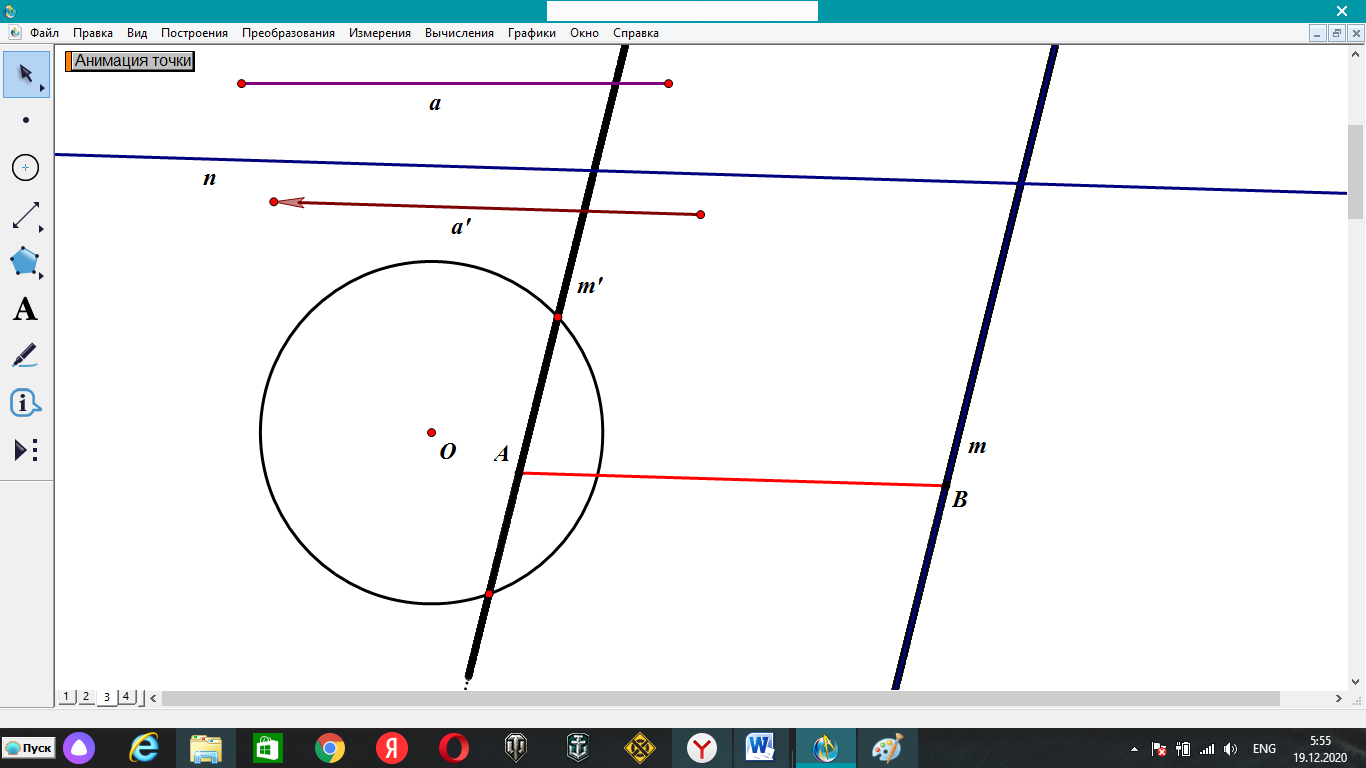 Файл Правка Вид Построения Преобразования Измерения Вычисления Графики Окно Справка
Анимация точки
a
n
a'
m'
O
A
m
B
A
1 2 3 4
Пуск
ENG
5:55
19.12.2020